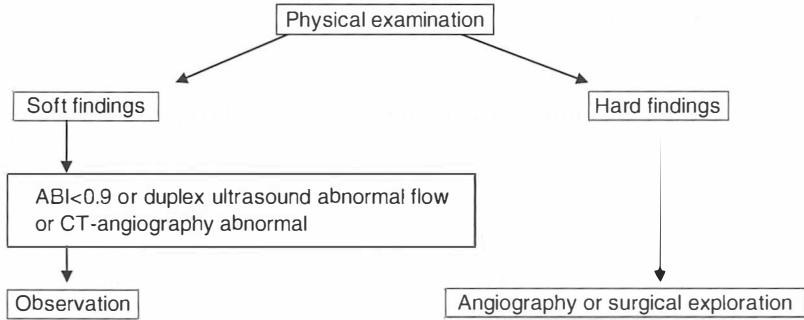 Physical examination
Soft findings
Hard findings
ABI<0.9 or duplex ultrasound abnormal flow
or CT-angiography abnormal
Observation
Angiography or surgical exploration